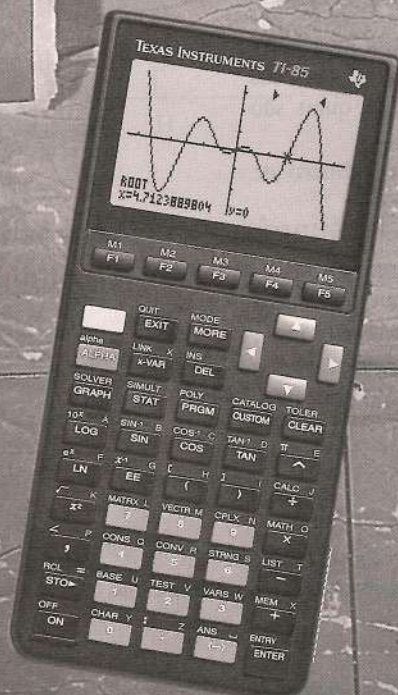 TEXAS INSTRUMENTS TI-85
ROOT
x=4.7123889804 y=0
M1 M2 M3 M4 M5
F1 F2 F3 F4 F5
QUIT MODE
EXIT MORE
alpha LINK X INS
ALPHA x-VAR DEL
SOLVER SIMULT POLY CATALOG TOLER
GRAPH STAT PRGM CUSTOM CLEAR
10ˣ A SIN⁻¹ B COS⁻¹ C TAN⁻¹ D π E
LOG SIN COS TAN ^
eˣ F x⁻¹ G [ H ] I CALC J
LN EE ( ) ÷
√ K MATRX L VECTR M CPLX N MATH O
x² 7 8 9 ×
∠ P CONS Q CONV R STRNG S LIST T
, 4 5 6 −
RCL = BASE U TEST V VARS W MEM X
STO▸ 1 2 3 +
OFF CHAR Y : Z ANS ␣ ENTRY
ON 0 . (−) ENTER